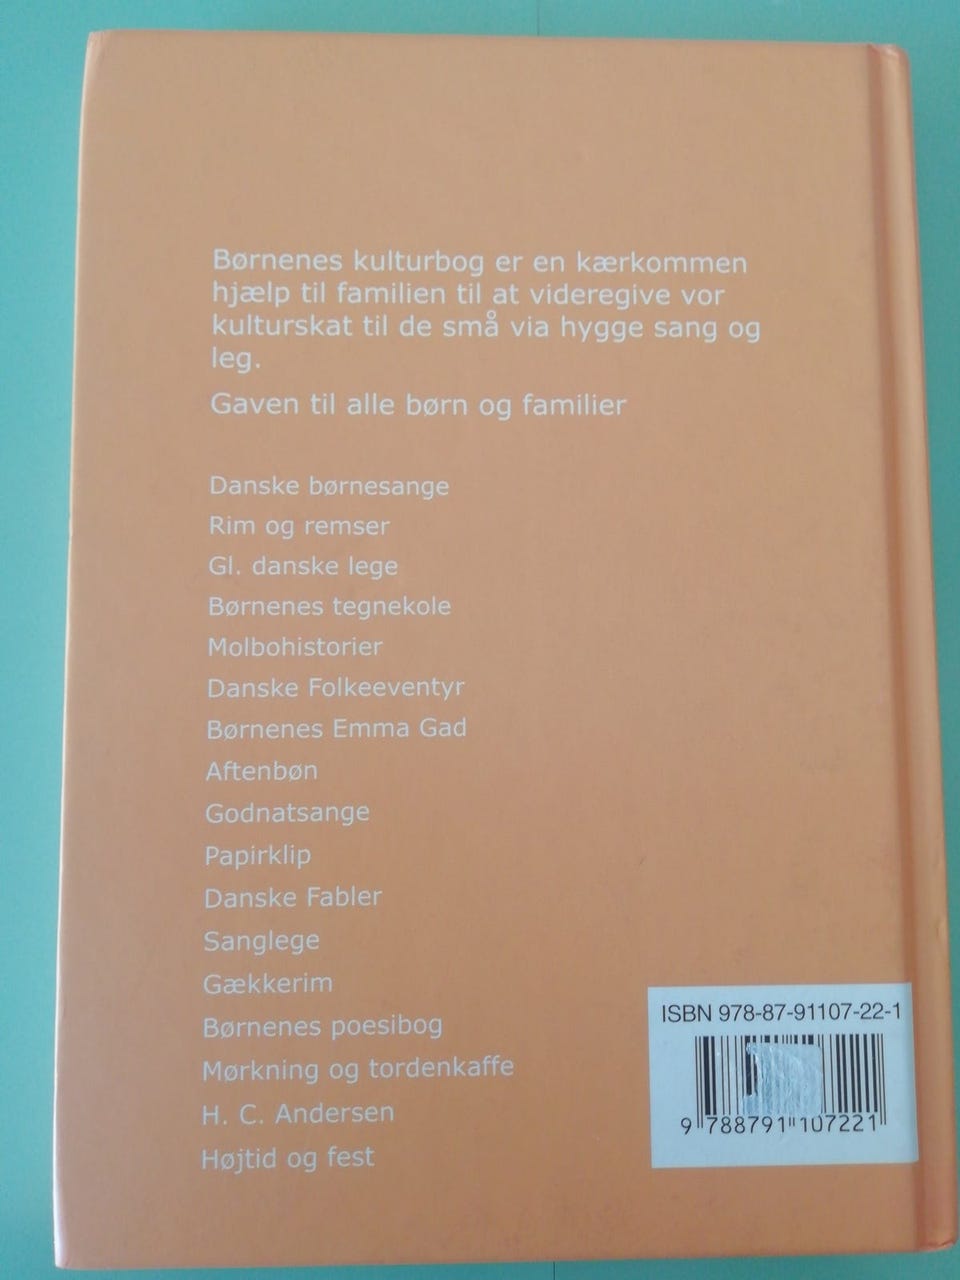 Børnenes kulturbog er en kærkommen
hjælp til familien til at videregive vor
kulturskat til de små via hygge sang og
leg.
Gaven til alle børn og familier
Danske børnesange
Rim og remser
Gl. danske lege
Børnenes tegnekole
Molbohistorier
Danske Folkeeventyr
Børnenes Emma Gad
Aftenbøn
Godnatsange
Papirklip
Danske Fabler
Sanglege
Gækkerim
Børnenes poesibog
Mørkning og tordenkaffe
H. C. Andersen
Højtid og fest
ISBN 978-87-91107-22-1
9 788791 107221